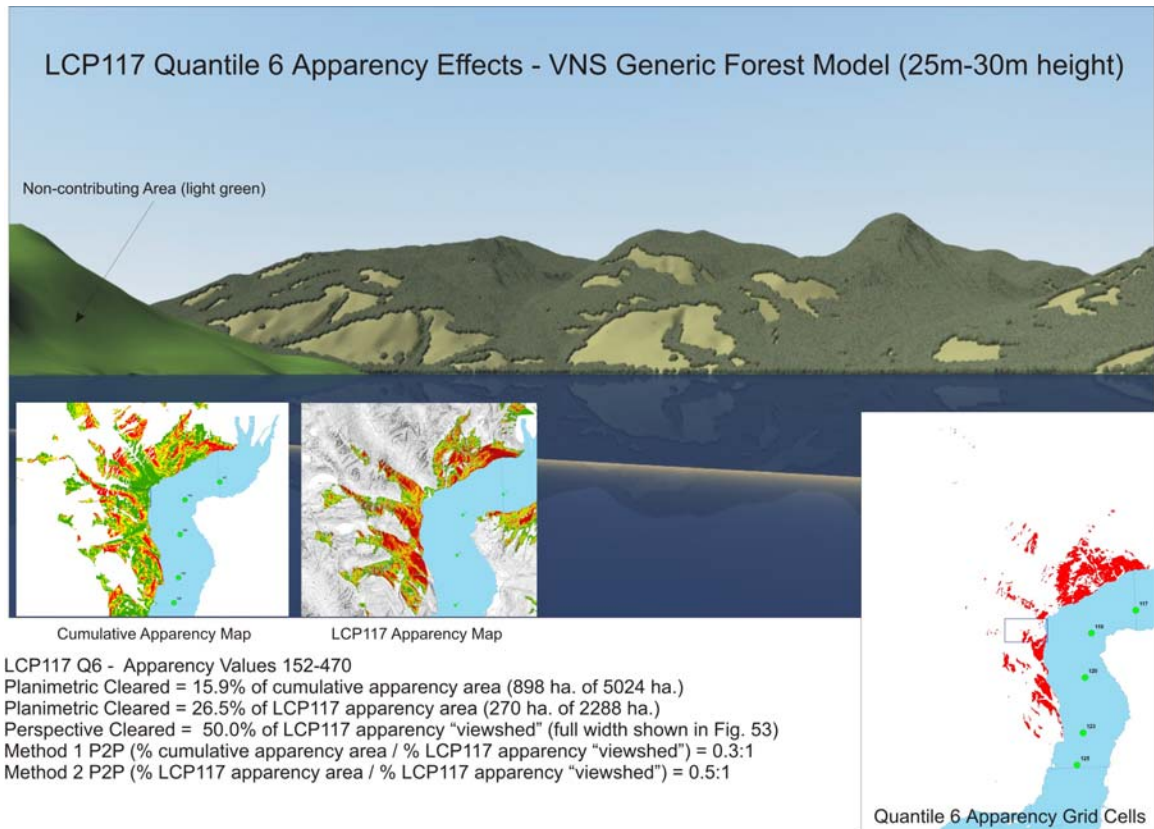 LCP117 Quantile 6 Apparency Effects - VNS Generic Forest Model (25m-30m height)
Non-contributing Area (light green)
Cumulative Apparency Map
LCP117 Apparency Map
LCP117 Q6 - Apparency Values 152-470
Planimetric Cleared = 15.9% of cumulative apparency area (898 ha. of 5024 ha.)
Planimetric Cleared = 26.5% of LCP117 apparency area (270 ha. of 2288 ha.)
Perspective Cleared = 50.0% of LCP117 apparency “viewshed” (full width shown in Fig. 53)
Method 1 P2P (% cumulative apparency area / % LCP117 apparency “viewshed”) = 0.3:1
Method 2 P2P (% LCP117 apparency area / % LCP117 apparency “viewshed”) = 0.5:1
117
120
123
125
Quantile 6 Apparency Grid Cells